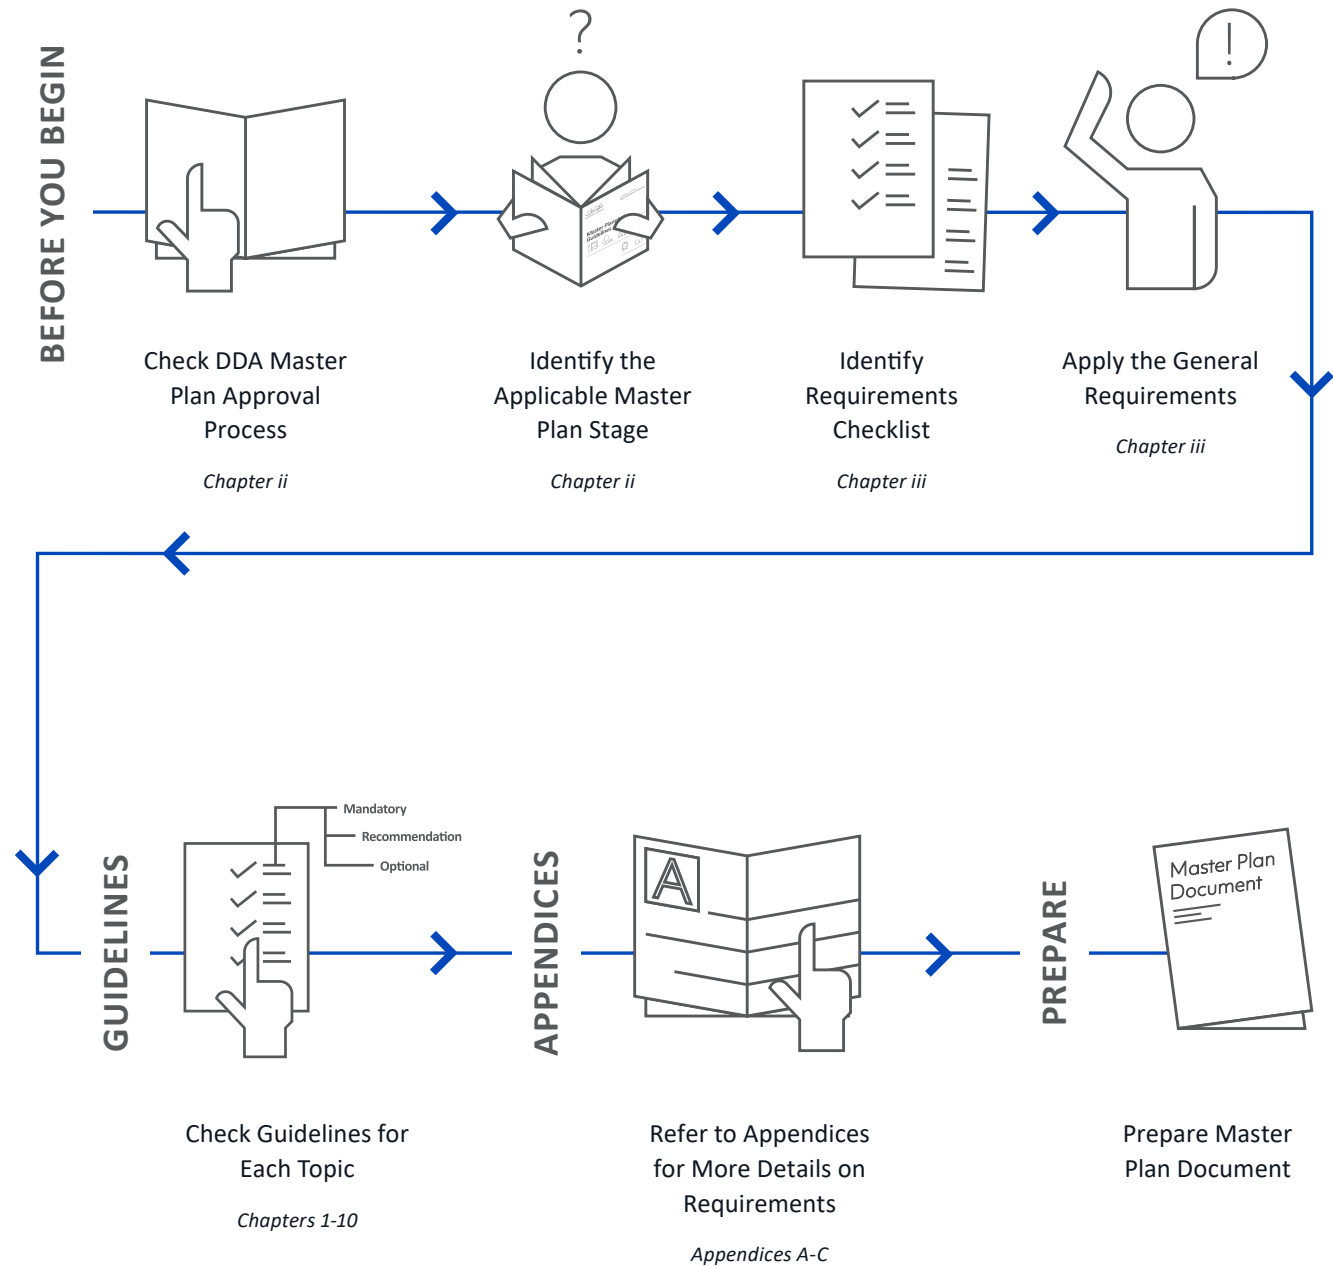 BEFORE YOU BEGIN
?
!
Master Planning
Guidelines
Check DDA Master
Plan Approval
Process
Chapter ii
Identify the
Applicable Master
Plan Stage
Chapter ii
Identify
Requirements
Checklist
Chapter iii
Apply the General
Requirements
Chapter iii
GUIDELINES
Mandatory
Recommendation
Optional
Check Guidelines for
Each Topic
Chapters 1-10
APPENDICES
A
Refer to Appendices
for More Details on
Requirements
Appendices A-C
PREPARE
Master Plan
Document
Prepare Master
Plan Document